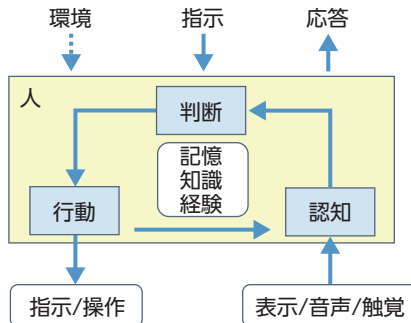 環境
指示
応答
人
判断
記憶
知識
経験
行動
認知
指示/操作
表示/音声/触覚